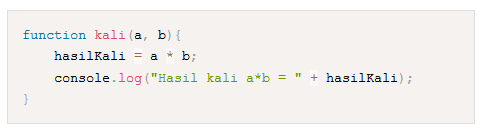 function kali(a, b){
    hasilKali = a * b;
    console.log("Hasil kali a*b = " + hasilKali);
}